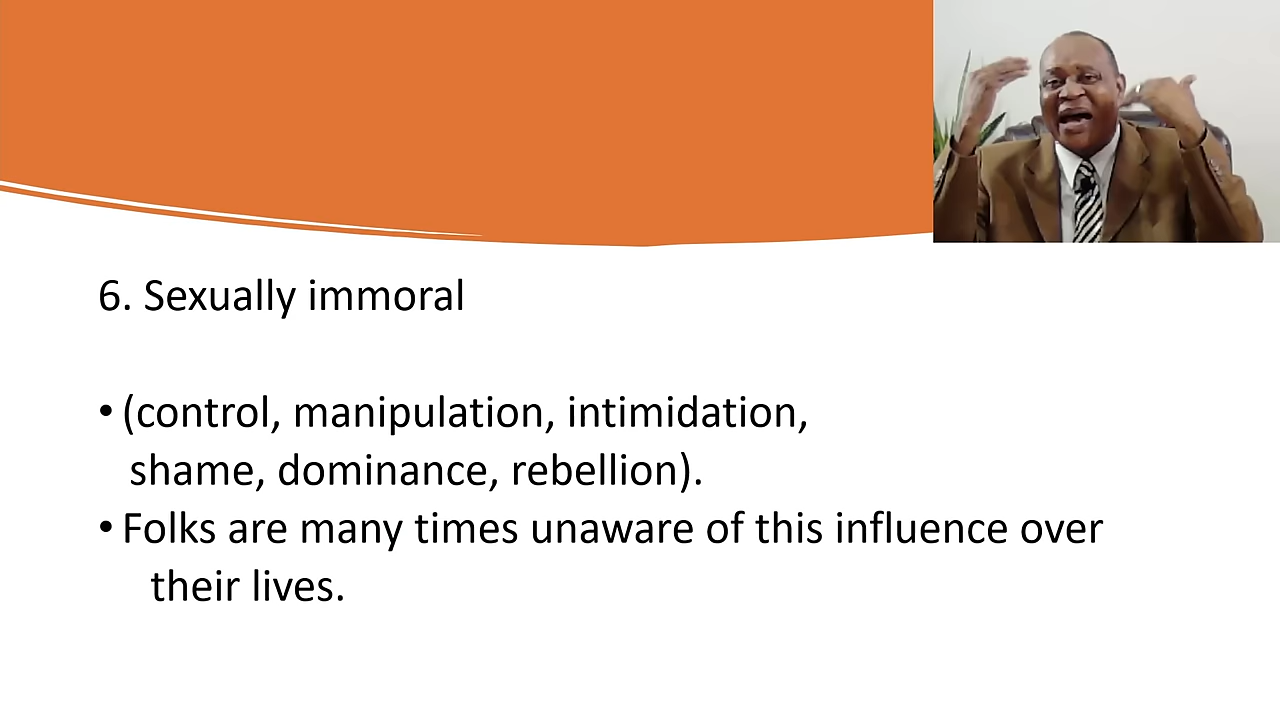 6. Sexually immoral
• (control, manipulation, intimidation,
shame, dominance, rebellion).
• Folks are many times unaware of this influence over
their lives.